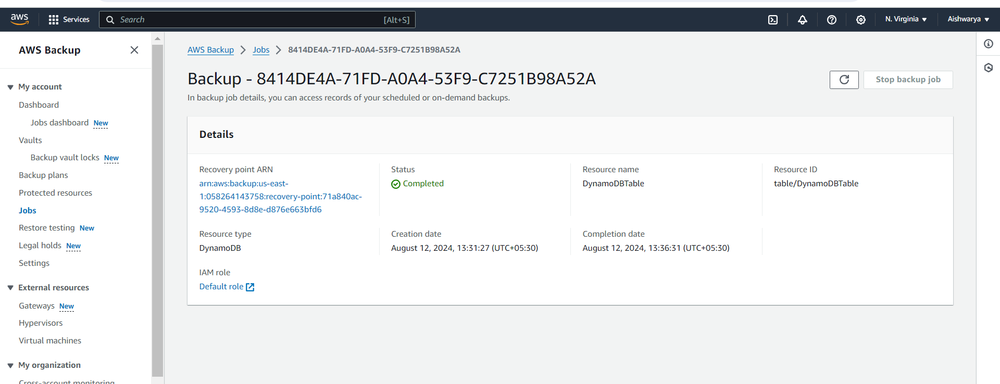 aws
Services
Search
[Alt+S]
N. Virginia
Aishwarya
AWS Backup
My account
Dashboard
Jobs dashboard New
Vaults
Backup vault locks New
Backup plans
Protected resources
Jobs
Restore testing New
Legal holds New
Settings
External resources
Gateways New
Hypervisors
Virtual machines
My organization
Cross-account monitoring
AWS Backup > Jobs > 8414DE4A-71FD-A0A4-53F9-C7251B98A52A
Backup - 8414DE4A-71FD-A0A4-53F9-C7251B98A52A
Stop backup job
In backup job details, you can access records of your scheduled or on-demand backups.
Details
Recovery point ARN
arn:aws:backup:us-east-
1:058264143758:recovery-point:71a840ac-
9520-4593-8d8e-d876e663bfd6
Status
Completed
Resource name
DynamoDBTable
Resource ID
table/DynamoDBTable
Resource type
DynamoDB
Creation date
August 12, 2024, 13:31:27 (UTC+05:30)
Completion date
August 12, 2024, 13:36:31 (UTC+05:30)
IAM role
Default role